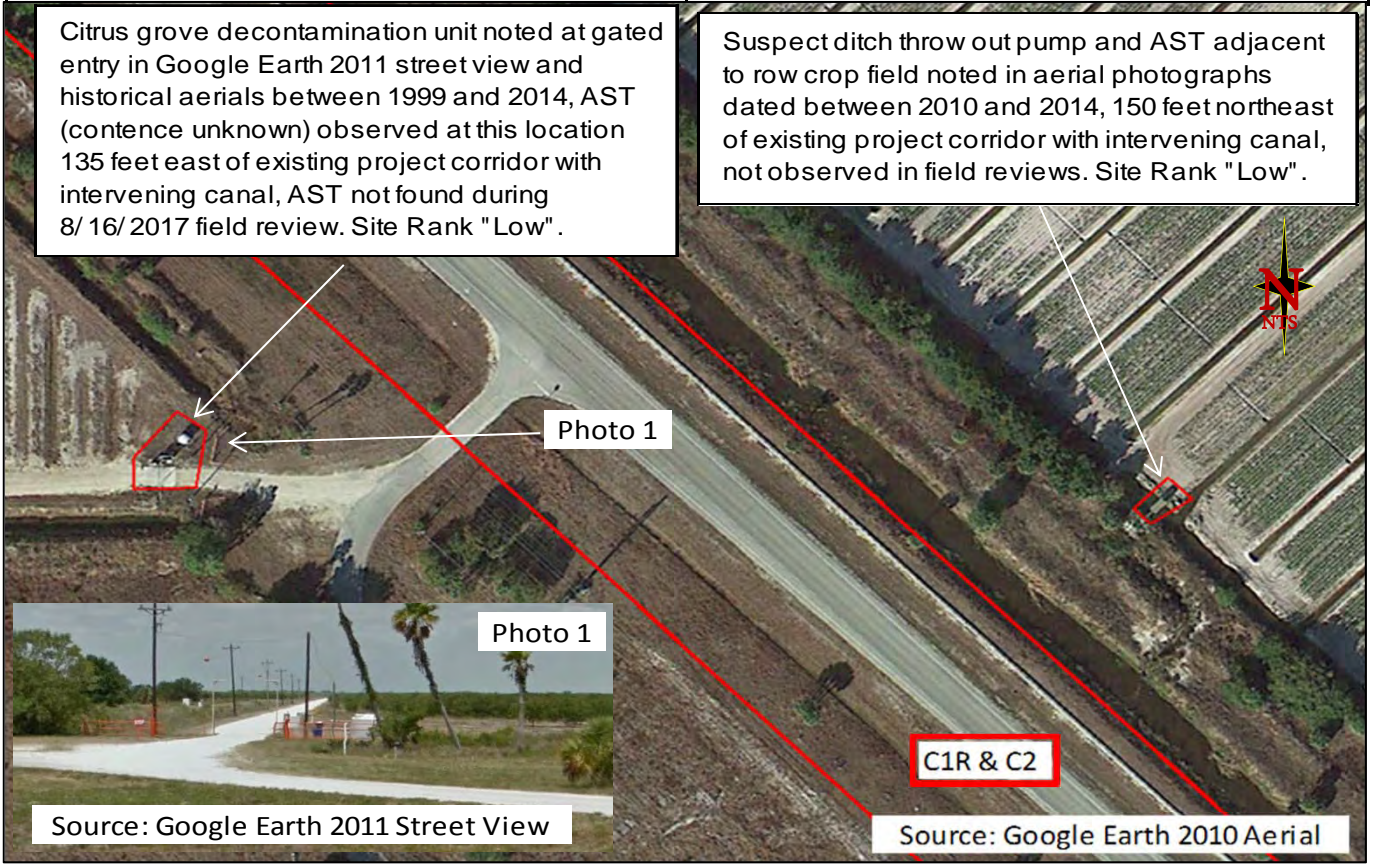 Citrus grove decontamination unit noted at gated
entry in Google Earth 2011 street view and
historical aerials between 1999 and 2014, AST
(contence unknown) observed at this location
135 feet east of existing project corridor with
intervening canal, AST not found during
8/16/2017 field review. Site Rank "Low".
Suspect ditch throw out pump and AST adjacent
to row crop field noted in aerial photographs
dated between 2010 and 2014, 150 feet northeast
of existing project corridor with intervening canal,
not observed in field reviews. Site Rank "Low".
N
NTS
Photo 1
Photo 1
Source: Google Earth 2011 Street View
C1R & C2
Source: Google Earth 2010 Aerial